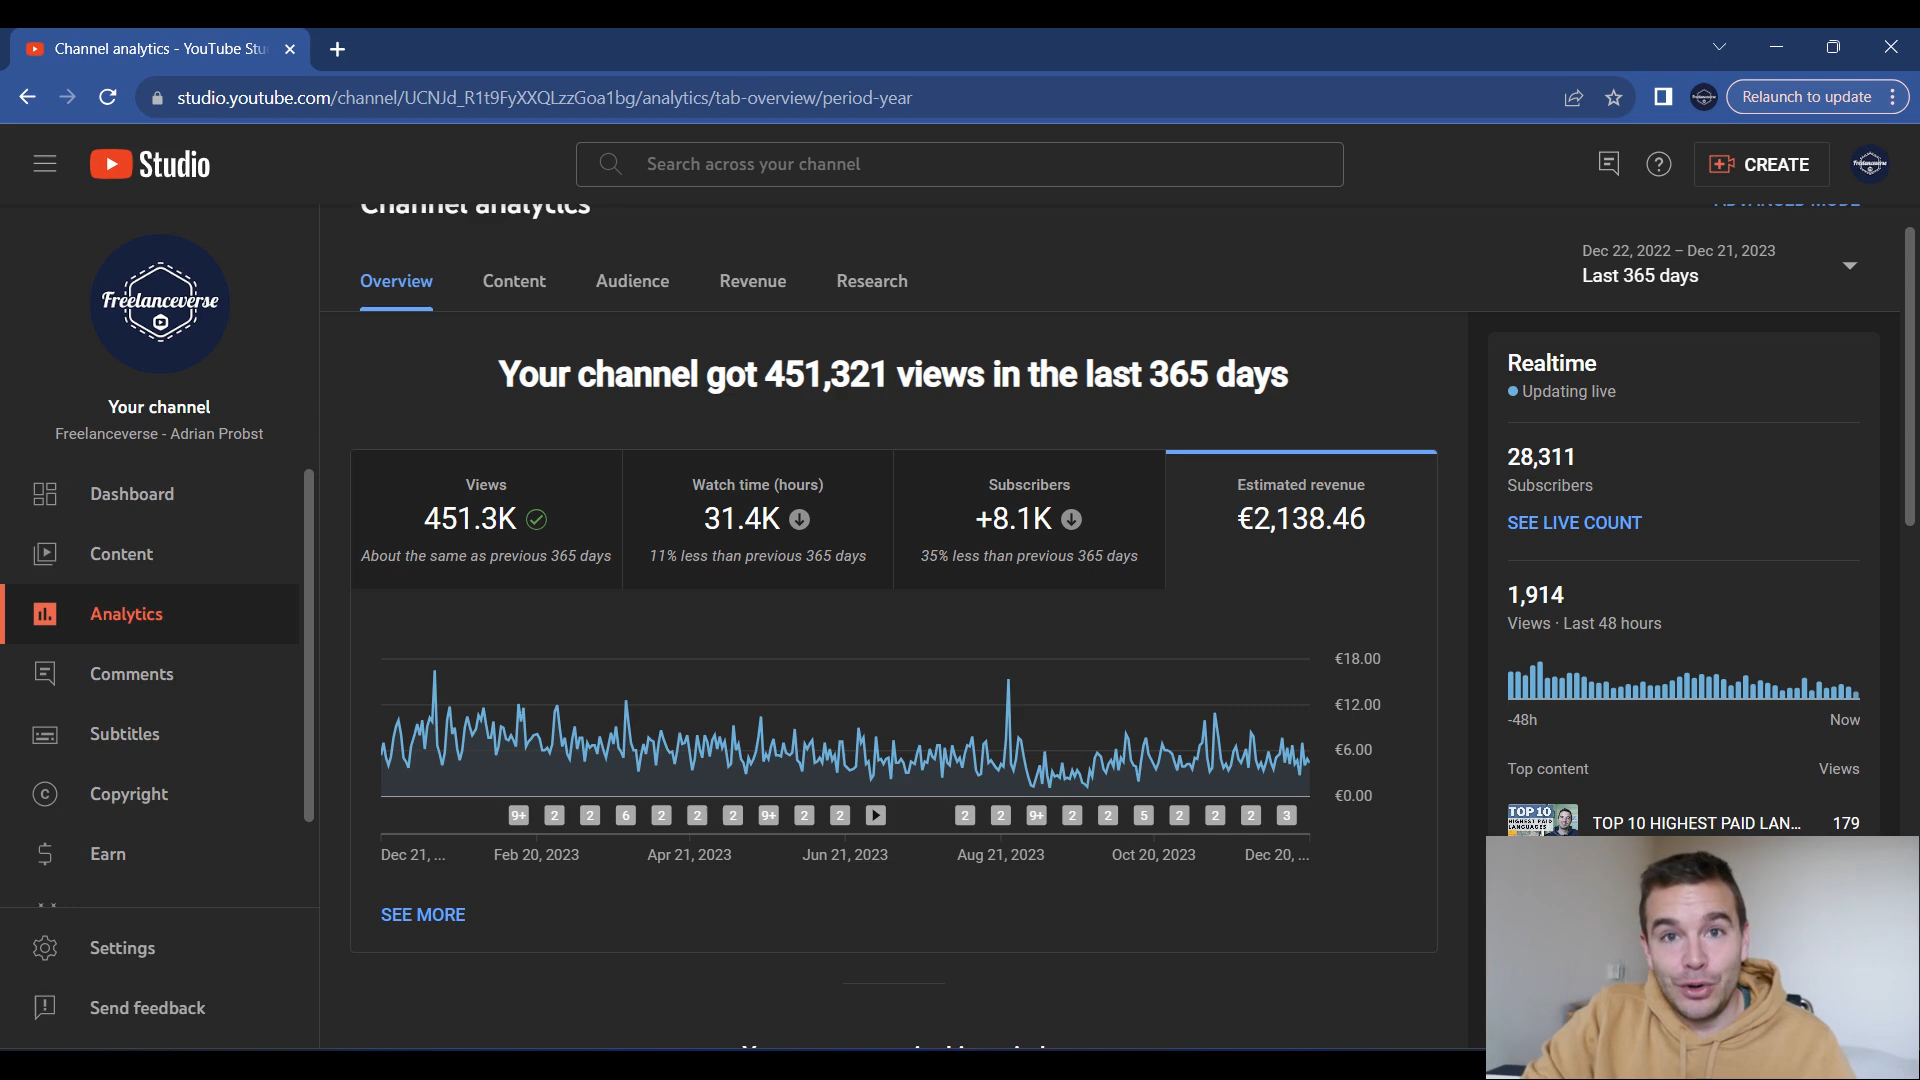 Channel analytics - YouTube Stu
studio.youtube.com/channel/UCNJd_R1t9FyXXQLzzGoa1bg/analytics/tab-overview/period-year
Relaunch to update
Studio
Search across your channel
CREATE
Freelanceverse
Your channel
Freelanceverse - Adrian Probst
Dashboard
Content
Analytics
Comments
Subtitles
Copyright
Earn
Settings
Send feedback
Channel analytics
ADVANCED MODE
Overview
Content
Audience
Revenue
Research
Dec 22, 2022 – Dec 21, 2023
Last 365 days
Your channel got 451,321 views in the last 365 days
Views
451.3K
About the same as previous 365 days
Watch time (hours)
31.4K
11% less than previous 365 days
Subscribers
+8.1K
35% less than previous 365 days
Estimated revenue
€2,138.46
€18.00
€12.00
€6.00
€0.00
9+ 2 2 6 2 2 2 9+ 2 2 2 2 9+ 2 2 5 2 2 2 3
Dec 21, ... Feb 20, 2023 Apr 21, 2023 Jun 21, 2023 Aug 21, 2023 Oct 20, 2023 Dec 20, ...
SEE MORE
Realtime
Updating live
28,311
Subscribers
SEE LIVE COUNT
1,914
Views · Last 48 hours
-48h Now
Top content Views
TOP 10
HIGHEST PAID
LANGUAGES
TOP 10 HIGHEST PAID LAN... 179